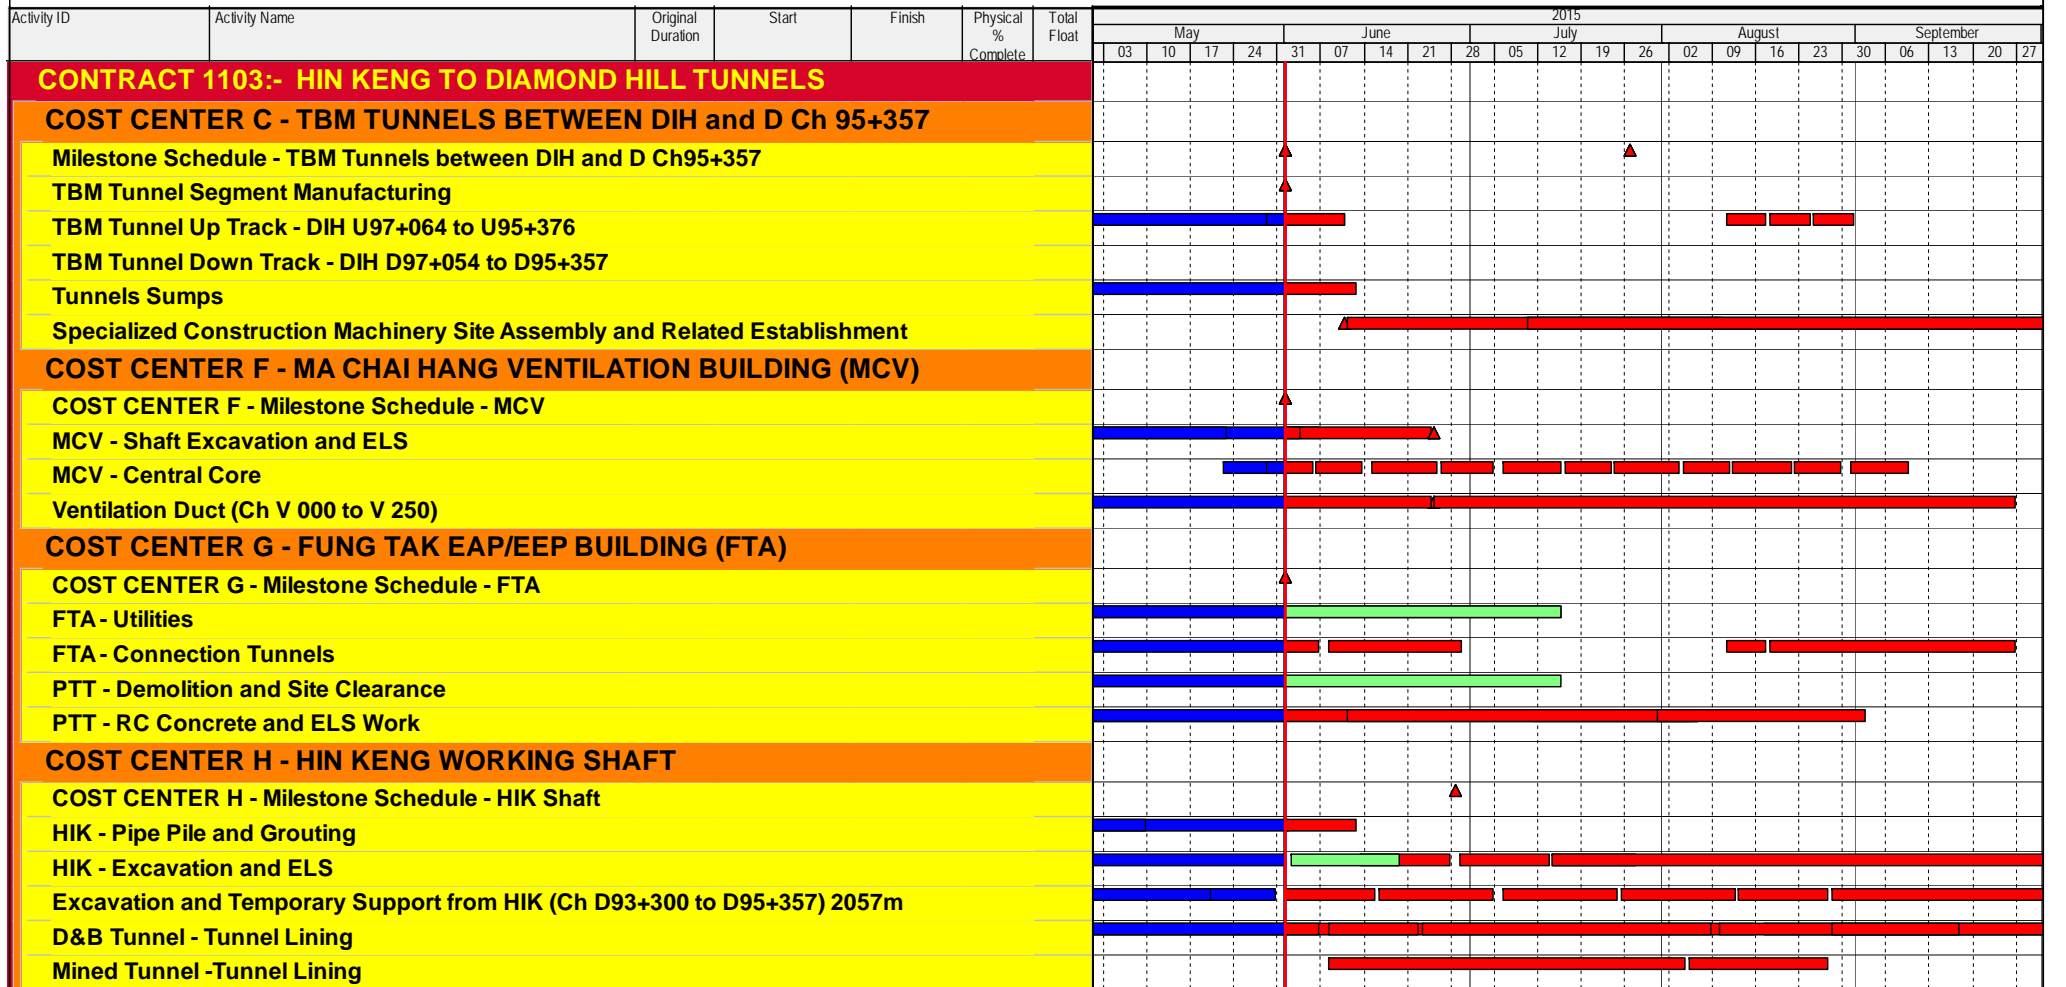 Activity ID Activity Name Original Duration Start Finish Physical % Complete Total Float 2015
May June July August September
03 10 17 24 31 07 14 21 28 05 12 19 26 02 09 16 23 30 06 13 20 27
CONTRACT 1103:- HIN KENG TO DIAMOND HILL TUNNELS
COST CENTER C - TBM TUNNELS BETWEEN DIH and D Ch 95+357
Milestone Schedule - TBM Tunnels between DIH and D Ch95+357
TBM Tunnel Segment Manufacturing
TBM Tunnel Up Track - DIH U97+064 to U95+376
TBM Tunnel Down Track - DIH D97+054 to D95+357
Tunnels Sumps
Specialized Construction Machinery Site Assembly and Related Establishment
COST CENTER F - MA CHAI HANG VENTILATION BUILDING (MCV)
COST CENTER F - Milestone Schedule - MCV
MCV - Shaft Excavation and ELS
MCV - Central Core
Ventilation Duct (Ch V 000 to V 250)
COST CENTER G - FUNG TAK EAP/EEP BUILDING (FTA)
COST CENTER G - Milestone Schedule - FTA
FTA - Utilities
FTA - Connection Tunnels
PTT - Demolition and Site Clearance
PTT - RC Concrete and ELS Work
COST CENTER H - HIN KENG WORKING SHAFT
COST CENTER H - Milestone Schedule - HIK Shaft
HIK - Pipe Pile and Grouting
HIK - Excavation and ELS
Excavation and Temporary Support from HIK (Ch D93+300 to D95+357) 2057m
D&B Tunnel - Tunnel Lining
Mined Tunnel -Tunnel Lining